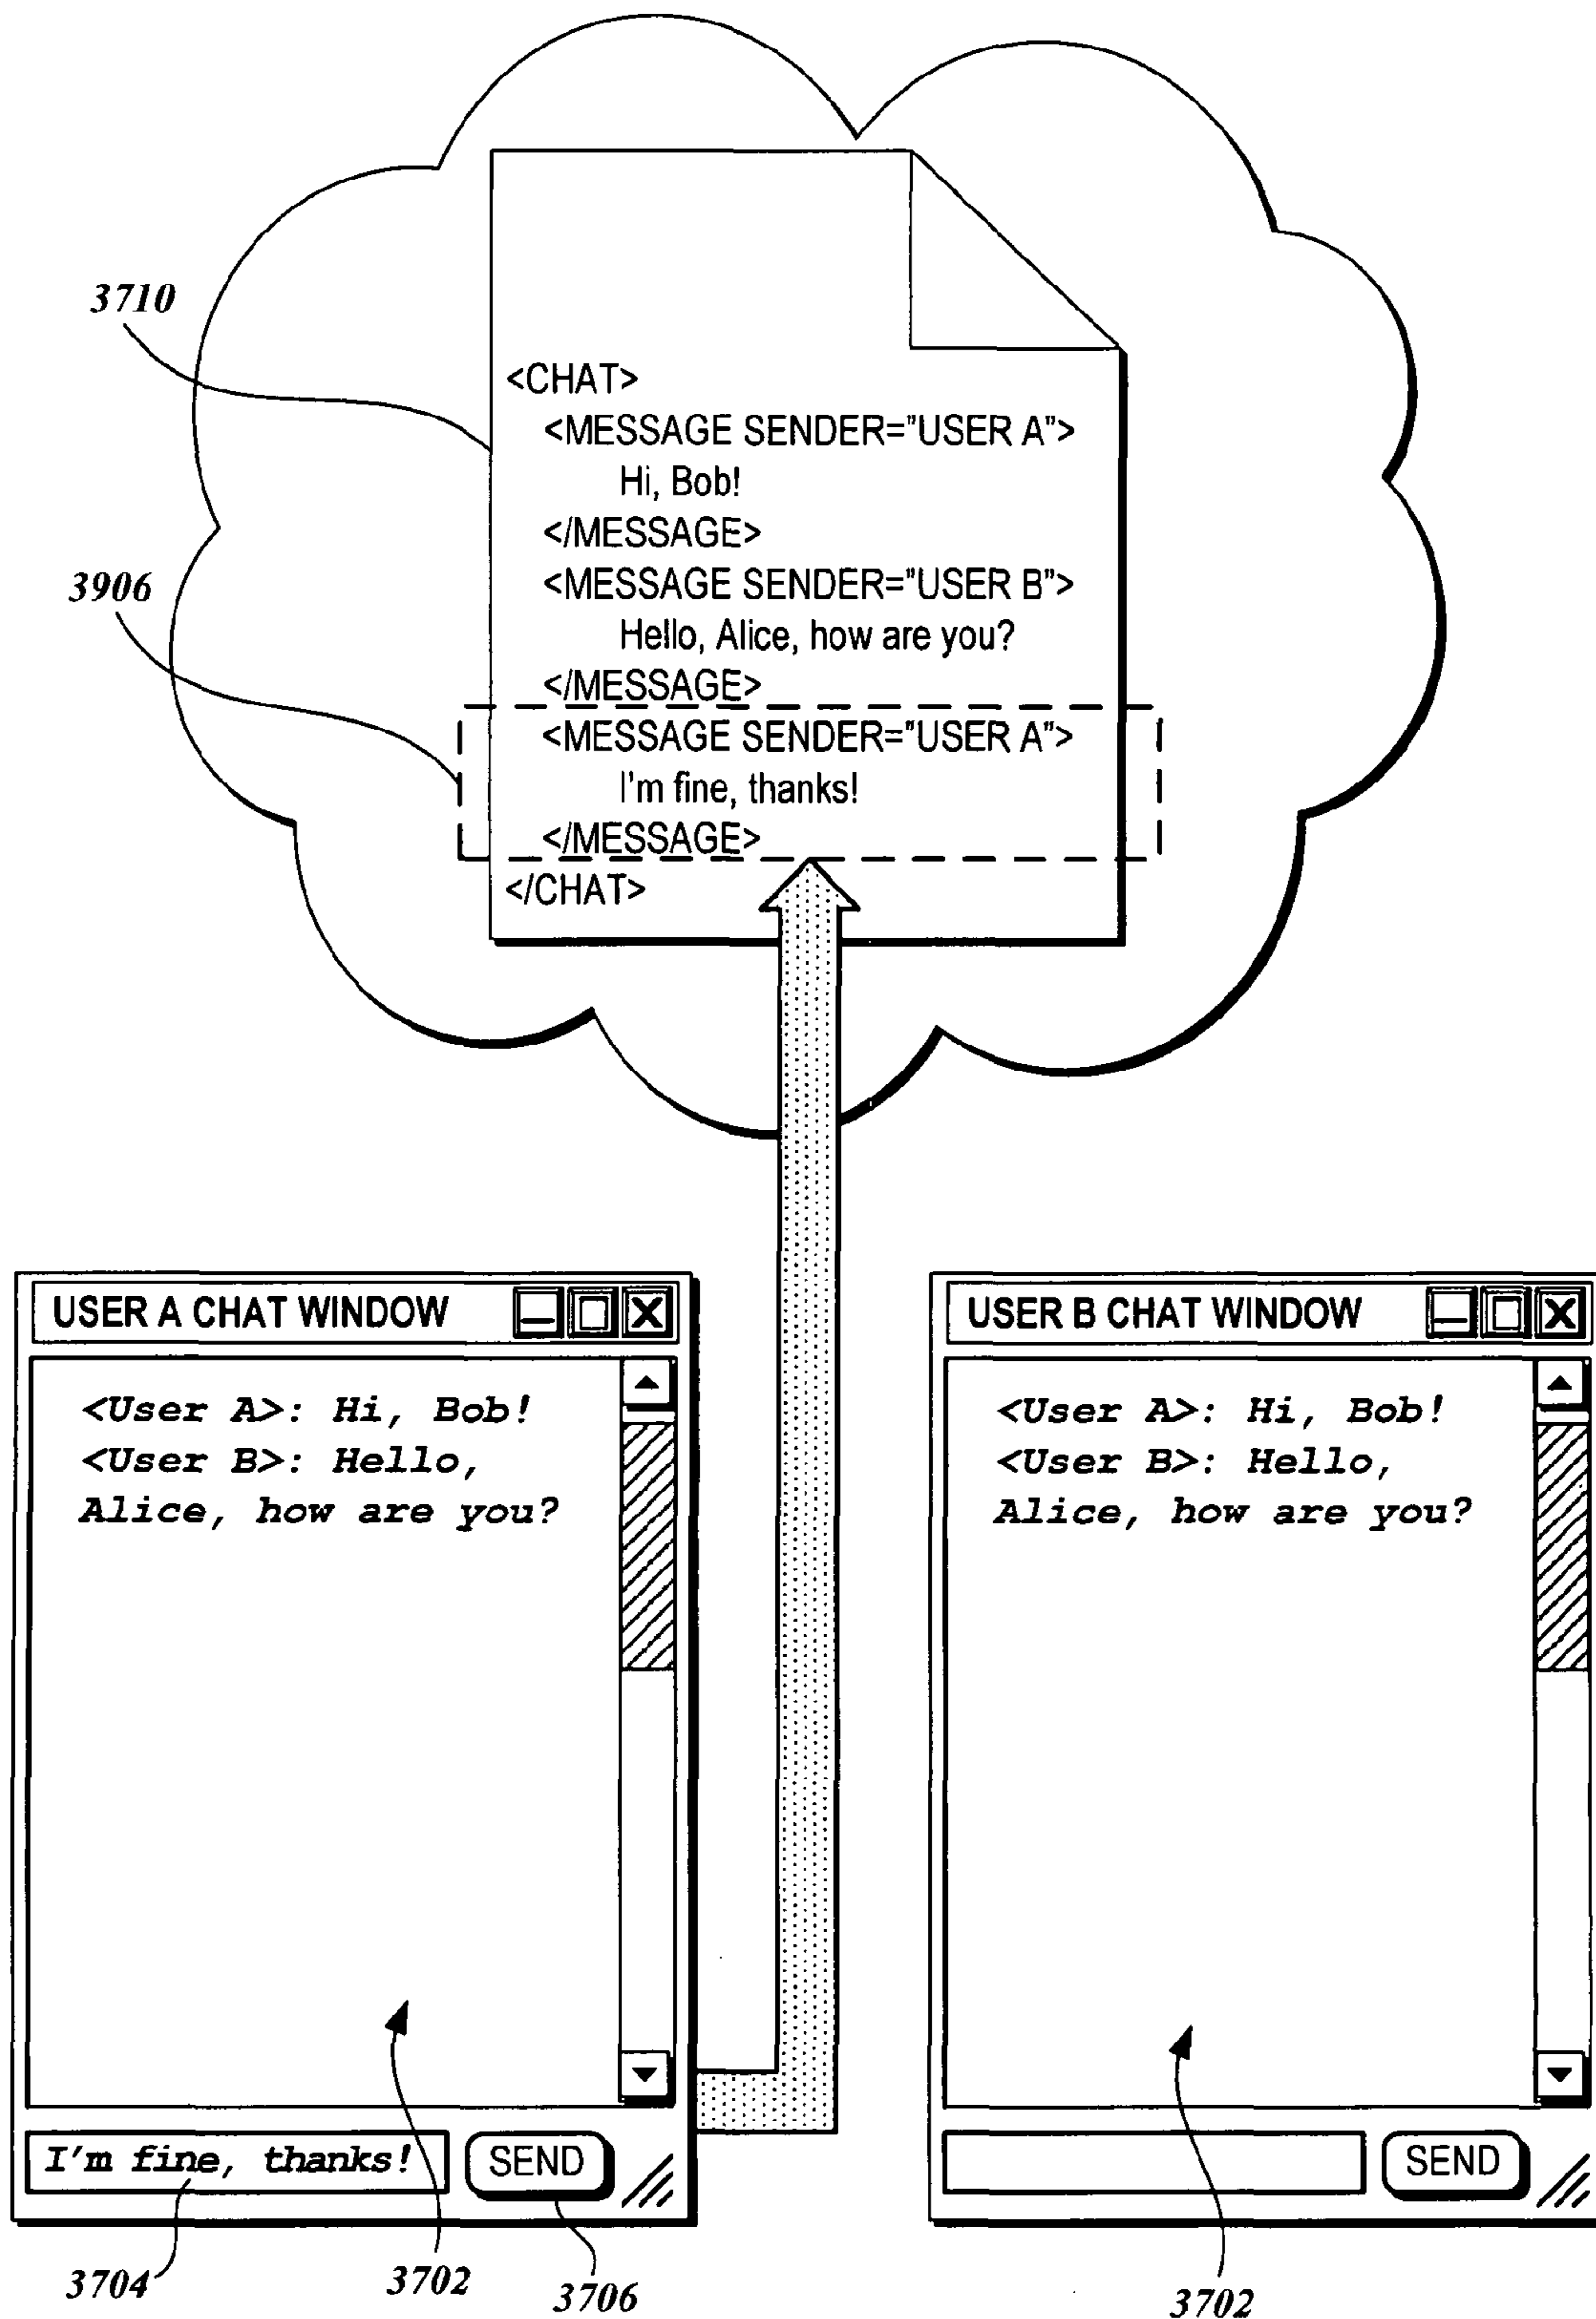 3710
<CHAT>
<MESSAGE SENDER="USER A">
Hi, Bob!
</MESSAGE>
3906
<MESSAGE SENDER="USER B">
Hello, Alice, how are you?
</MESSAGE>
<MESSAGE SENDER="USER A">
I'm fine, thanks!
</MESSAGE>
</CHAT>
USER A CHAT WINDOW
<User A>: Hi, Bob!
<User B>: Hello,
Alice, how are you?
I'm fine, thanks!
SEND
3704
3702
3706
USER B CHAT WINDOW
<User A>: Hi, Bob!
<User B>: Hello,
Alice, how are you?
SEND
3702